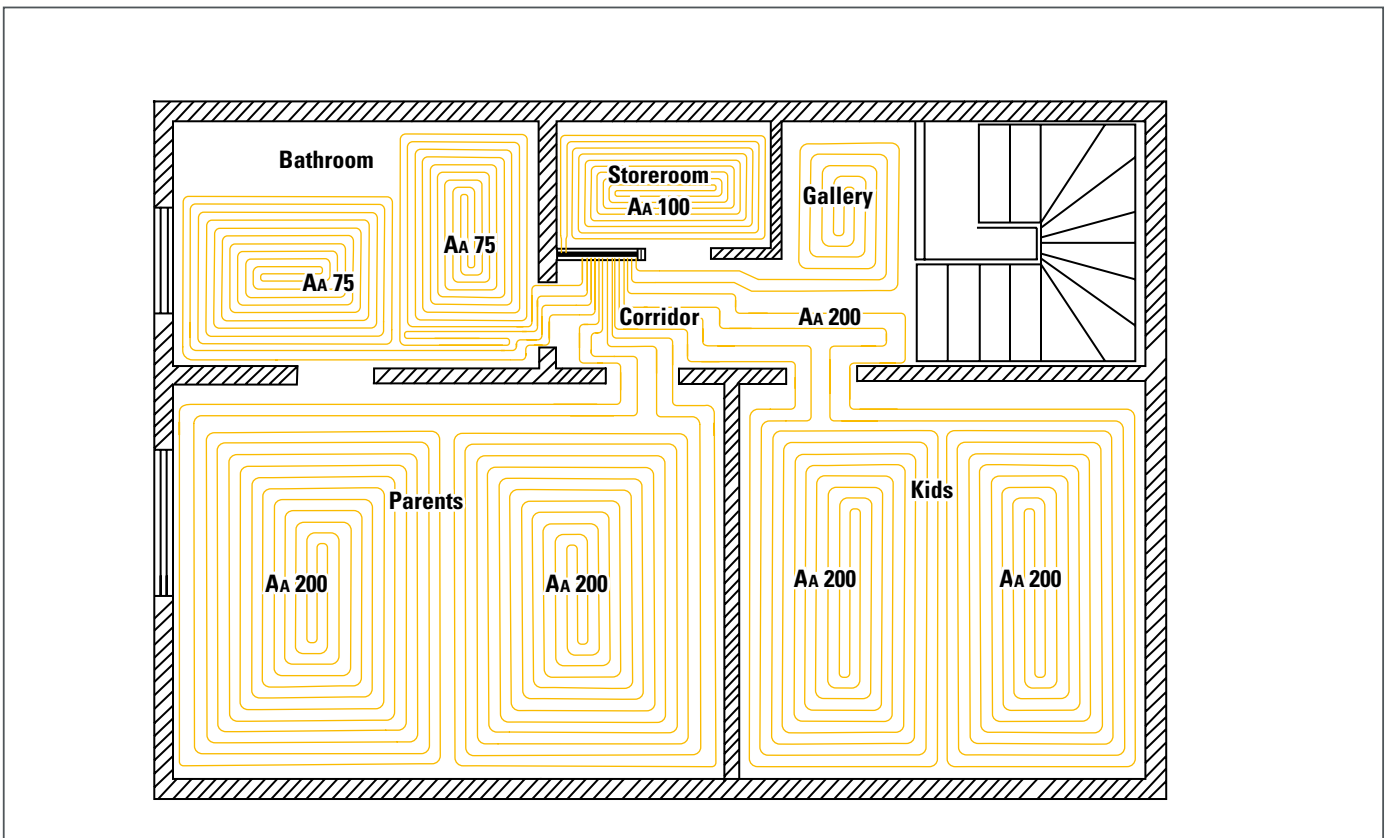 Bathroom
Storeroom
Gallery
AA 100
AA 75
AA 75
Corridor
AA 200
Parents
Kids
AA 200
AA 200
AA 200
AA 200